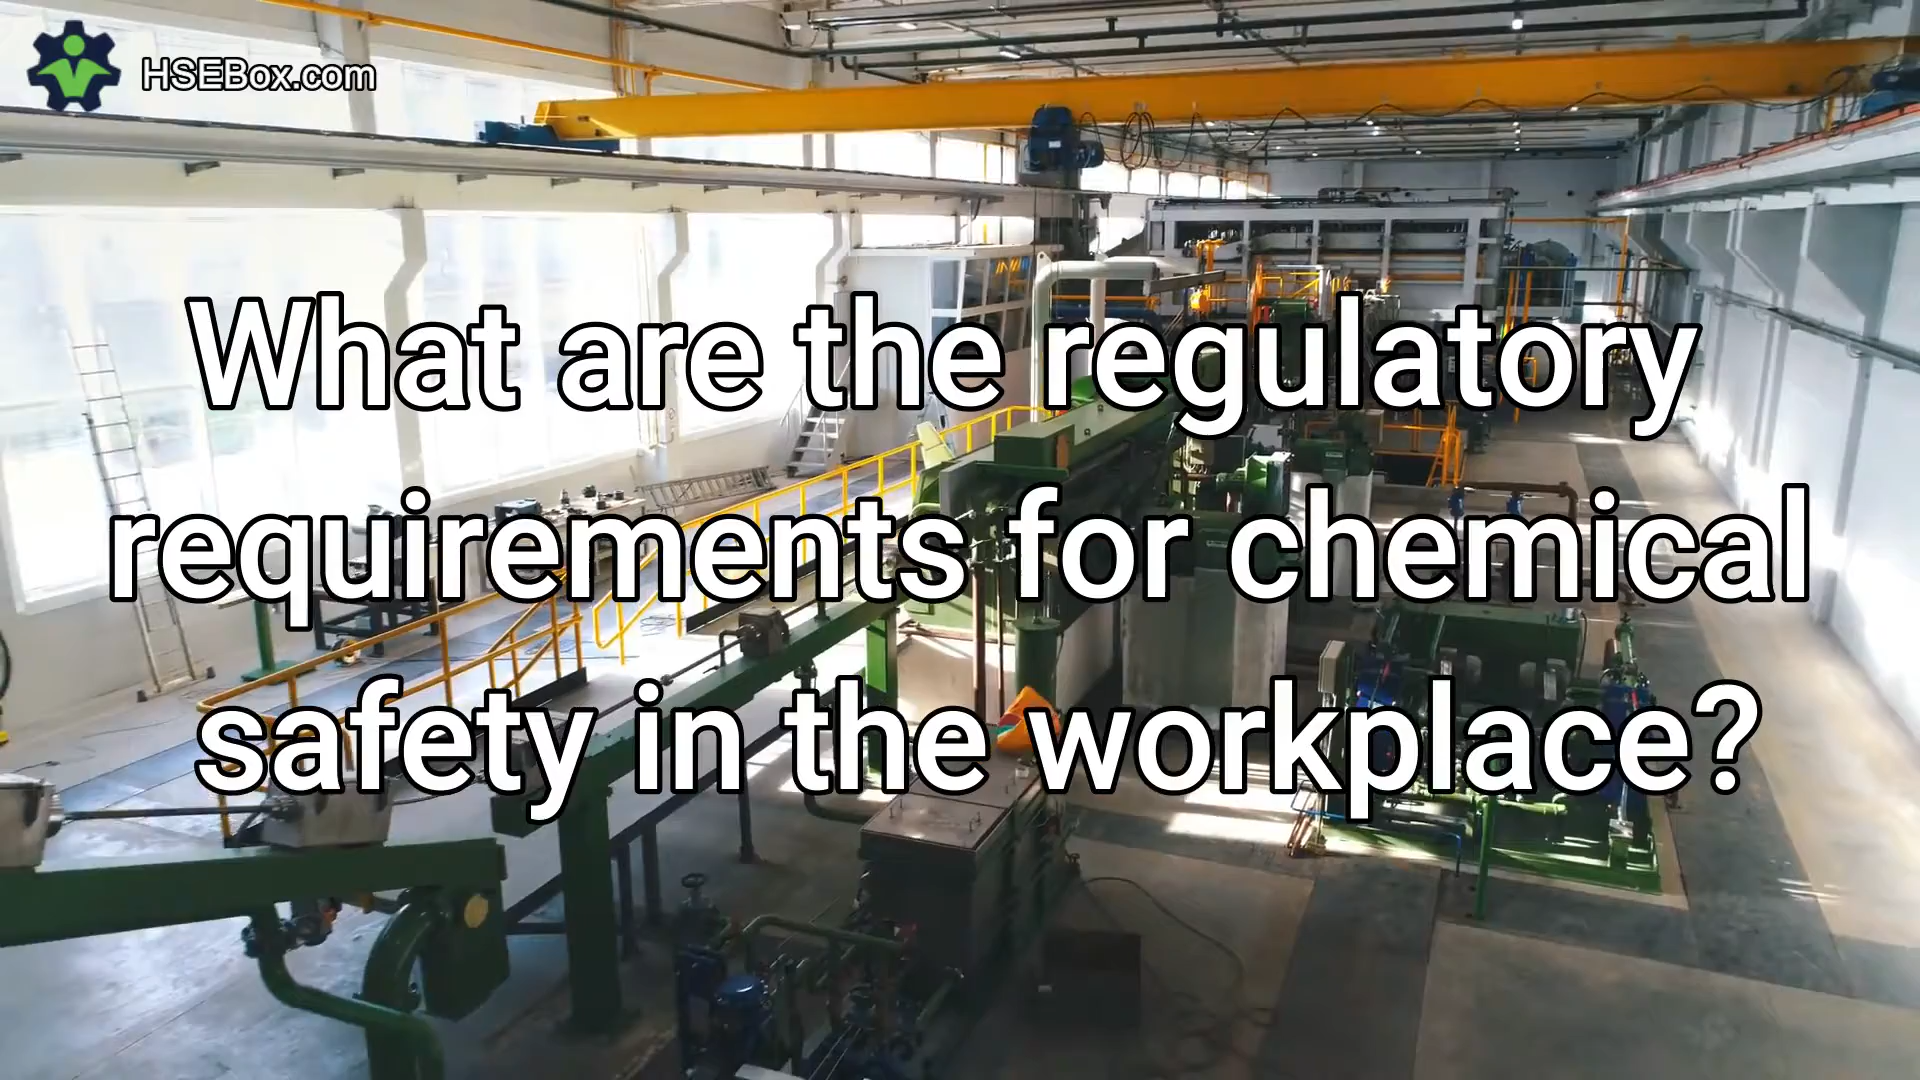 HSEBox.com
What are the regulatory
requirements for chemical
safety in the workplace?